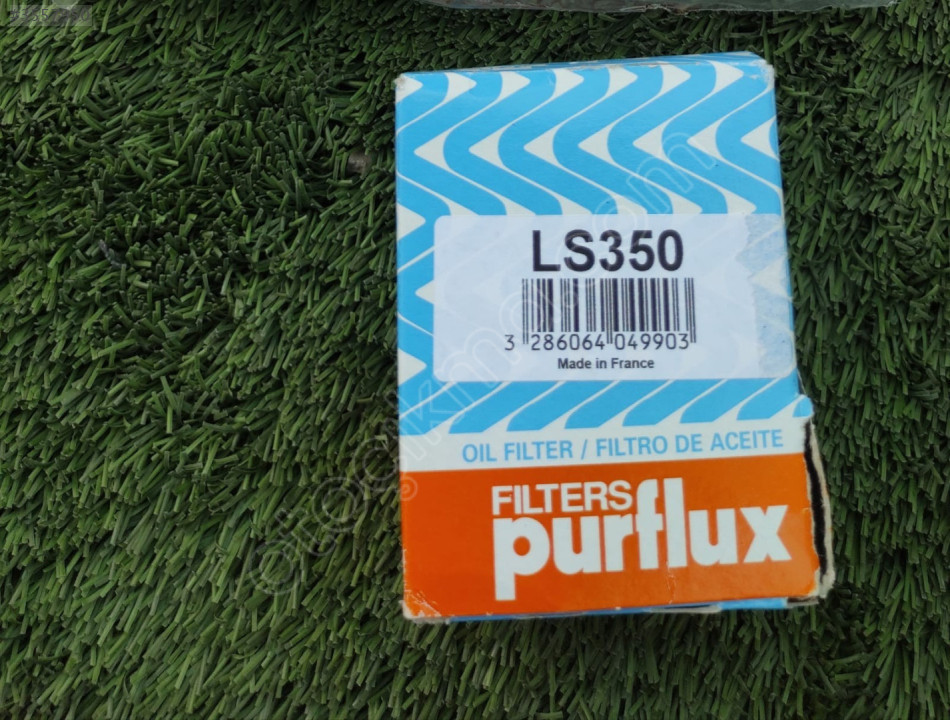 LS350
3 286064 049903
Made in France
OIL FILTER / FILTRO DE ACEITE
FILTERS
purflux